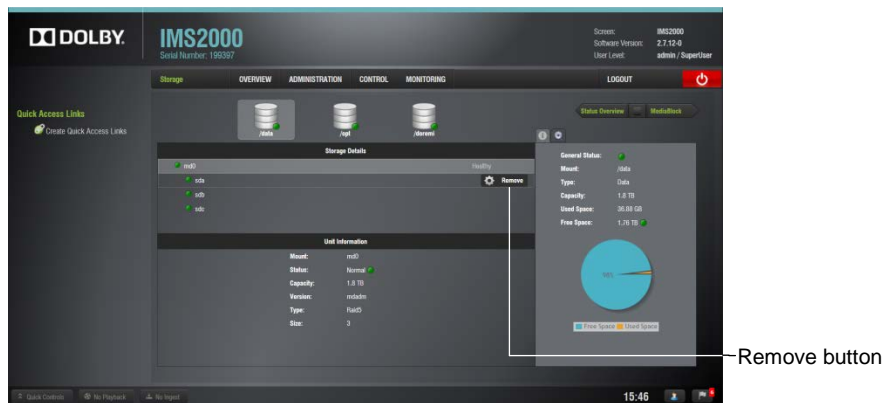 DOLBY.
IMS2000
Serial Number: 199397
Screen: IMS2000
Software Version: 2.7.12-0
User Level: admin / SuperUser
Storage OVERVIEW ADMINISTRATION CONTROL MONITORING LOGOUT
Quick Access Links
Create Quick Access Links
/data /opt /doremi
Status Overview MediaBlock
Storage Details
md0 Healthy
sda Remove
sdb
sdc
Unit Information
Mount: md0
Status: Normal
Capacity: 1.8 TB
Version: mdadm
Type: Raid5
Size: 3
General Status:
Mount: /data
Type: Data
Capacity: 1.8 TB
Used Space: 36.00 GB
Free Space: 1.76 TB
98%
Free Space Used Space
Remove button
Quick Controls No Playback No Ingest 15:46